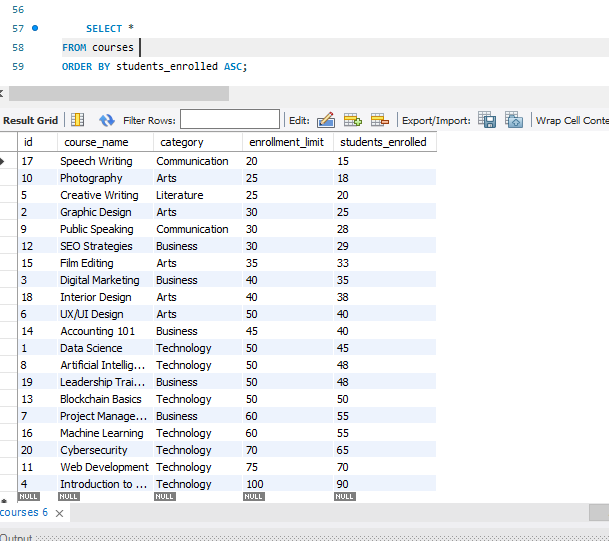 56
57 SELECT *
58 FROM courses
59 ORDER BY students_enrolled ASC;
Result Grid Filter Rows: Edit: Export/Import: Wrap Cell Conte
id course_name category enrollment_limit students_enrolled
17 Speech Writing Communication 20 15
10 Photography Arts 25 18
5 Creative Writing Literature 25 20
2 Graphic Design Arts 30 25
9 Public Speaking Communication 30 28
12 SEO Strategies Business 30 29
15 Film Editing Arts 35 33
3 Digital Marketing Business 40 35
18 Interior Design Arts 40 38
6 UX/UI Design Arts 50 40
14 Accounting 101 Business 45 40
1 Data Science Technology 50 45
8 Artificial Intellig... Technology 50 48
19 Leadership Trai... Business 50 48
13 Blockchain Basics Technology 50 50
7 Project Manage... Business 60 55
16 Machine Learning Technology 60 55
20 Cybersecurity Technology 70 65
11 Web Development Technology 75 70
4 Introduction to ... Technology 100 90
NULL NULL NULL NULL NULL
courses 6
Output